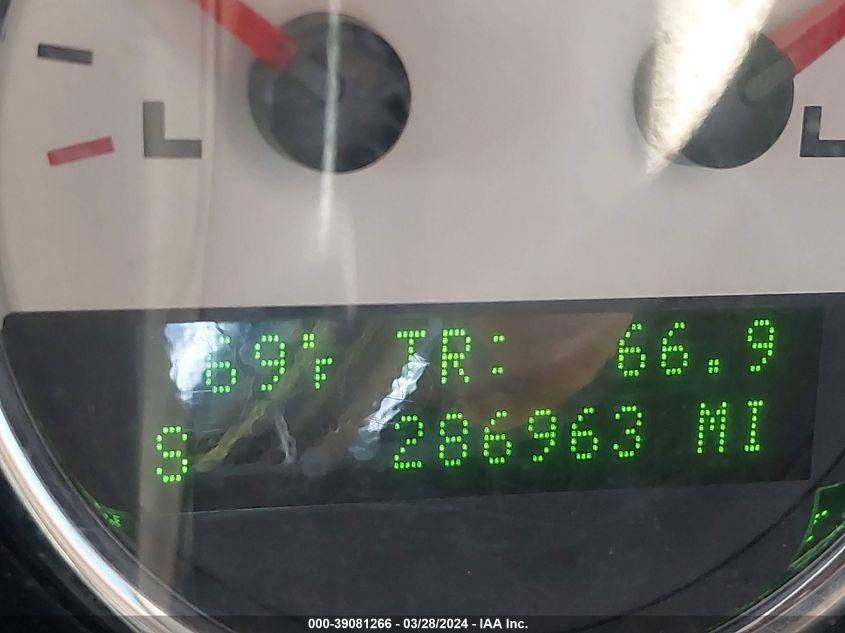 L L
69°F TR: 66.9
S 286963 MI
000-39081266 - 03/28/2024 - IAA Inc.